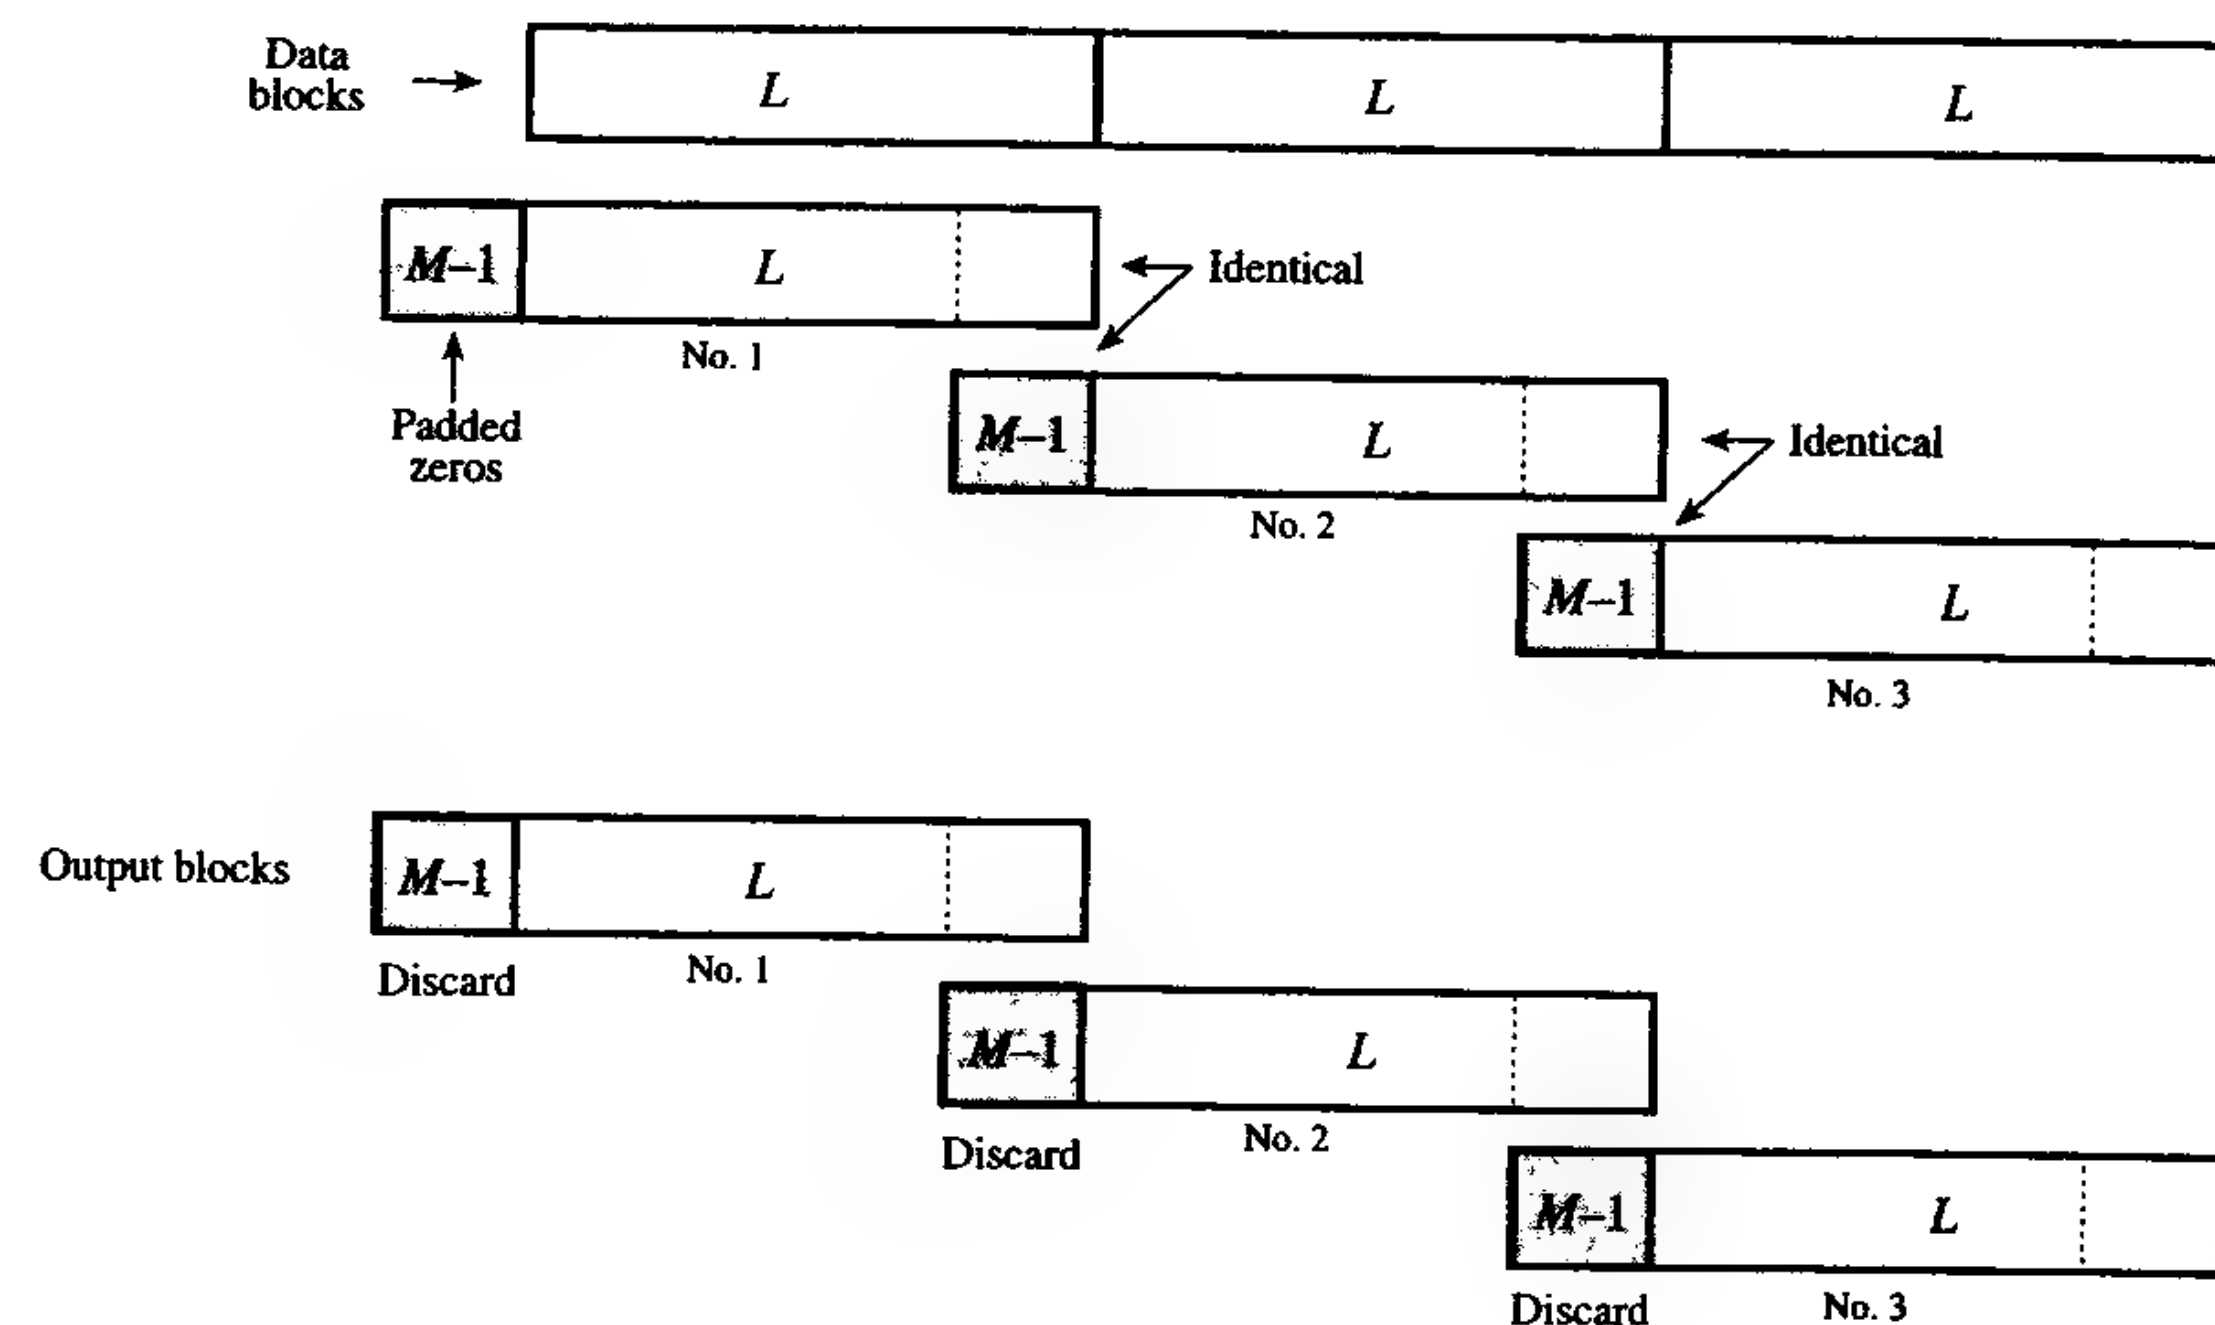 Data
blocks
L
L
L
M–1
L
Identical
No. 1
Padded
zeros
M–1
L
Identical
No. 2
M–1
L
No. 3
Output blocks
M–1
L
Discard
No. 1
M–1
L
Discard
No. 2
M–1
L
Discard
No. 3